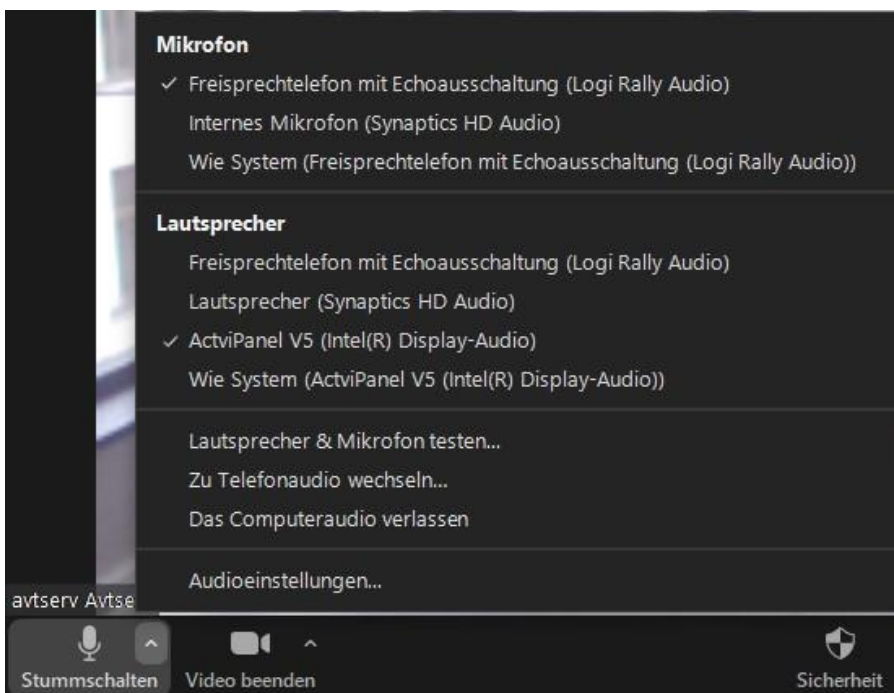 Mikrofon
Freisprechtelefon mit Echoausschaltung (Logi Rally Audio)
Internes Mikrofon (Synaptics HD Audio)
Wie System (Freisprechtelefon mit Echoausschaltung (Logi Rally Audio))
Lautsprecher
Freisprechtelefon mit Echoausschaltung (Logi Rally Audio)
Lautsprecher (Synaptics HD Audio)
ActviPanel V5 (Intel(R) Display-Audio)
Wie System (ActviPanel V5 (Intel(R) Display-Audio))
Lautsprecher & Mikrofon testen...
Zu Telefonaudio wechseln...
Das Computeraudio verlassen
Audioeinstellungen...
avtserv Avtse
Stummschalten Video beenden Sicherheit